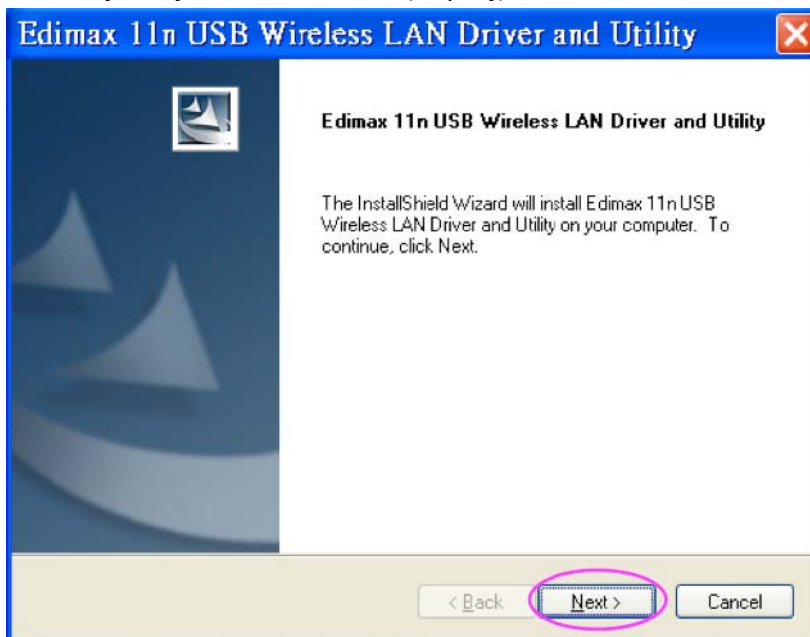 Edimax 11n USB Wireless LAN Driver and Utility
Edimax 11n USB Wireless LAN Driver and Utility
The InstallShield Wizard will install Edimax 11n USB
Wireless LAN Driver and Utility on your computer. To
continue, click Next.
< Back
Next >
Cancel